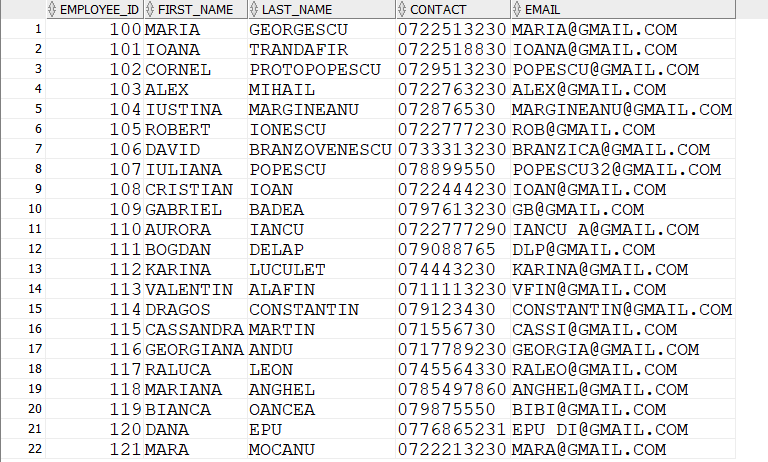 EMPLOYEE_ID FIRST_NAME LAST_NAME CONTACT EMAIL
1 100 MARIA GEORGESCU 0722513230 MARIA@GMAIL.COM
2 101 IOANA TRANDAFIR 0722518830 IOANA@GMAIL.COM
3 102 CORNEL PROTOPOPESCU 0729513230 POPESCU@GMAIL.COM
4 103 ALEX MIHAIL 0722763230 ALEX@GMAIL.COM
5 104 IUSTINA MARGINEANU 072876530 MARGINEANU@GMAIL.COM
6 105 ROBERT IONESCU 0722777230 ROB@GMAIL.COM
7 106 DAVID BRANZOVENESCU 0733313230 BRANZICA@GMAIL.COM
8 107 IULIANA POPESCU 078899550 POPESCU32@GMAIL.COM
9 108 CRISTIAN IOAN 0722444230 IOAN@GMAIL.COM
10 109 GABRIEL BADEA 0797613230 GB@GMAIL.COM
11 110 AURORA IANCU 0722777290 IANCU A@GMAIL.COM
12 111 BOGDAN DELAP 079088765 DLP@GMAIL.COM
13 112 KARINA LUCULET 074443230 KARINA@GMAIL.COM
14 113 VALENTIN ALAFIN 0711113230 VFIN@GMAIL.COM
15 114 DRAGOS CONSTANTIN 079123430 CONSTANTIN@GMAIL.COM
16 115 CASSANDRA MARTIN 071556730 CASSI@GMAIL.COM
17 116 GEORGIANA ANDU 0717789230 GEORGIA@GMAIL.COM
18 117 RALUCA LEON 0745564330 RALEO@GMAIL.COM
19 118 MARIANA ANGHEL 0785497860 ANGHEL@GMAIL.COM
20 119 BIANCA OANCEA 079875550 BIBI@GMAIL.COM
21 120 DANA EPU 0776865231 EPU DI@GMAIL.COM
22 121 MARA MOCANU 0722213230 MARA@GMAIL.COM